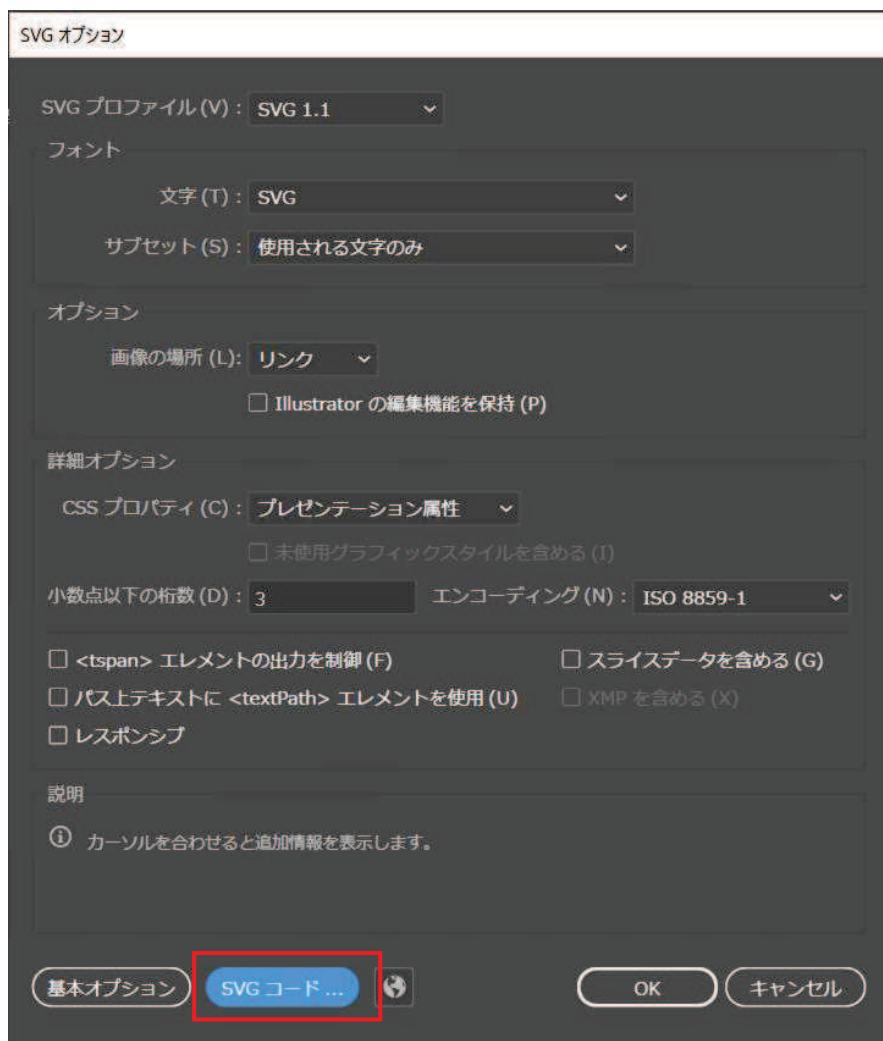 SVG オプション
SVG プロファイル (V) : SVG 1.1
フォント
文字 (T) : SVG
サブセット (S) : 使用される文字のみ
オプション
画像の場所 (L): リンク
Illustrator の編集機能を保持 (P)
詳細オプション
CSS プロパティ (C) : プレゼンテーション属性
未使用グラフィックスタイルを含める (I)
小数点以下の桁数 (D) : 3 エンコーディング (N) : ISO 8859-1
<tspan> エレメントの出力を制御 (F) スライスデータを含める (G)
パス上テキストに <textPath> エレメントを使用 (U) XMP を含める (X)
レスポンシブ
説明
カーソルを合わせると追加情報を表示します。
基本オプション SVG コード ... OK キャンセル